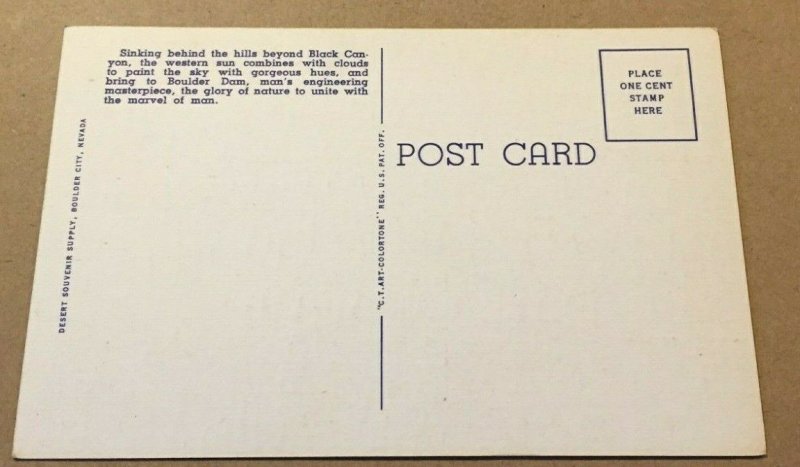 Sinking behind the hills beyond Black Can-
yon, the western sun combines with clouds
to paint the sky with gorgeous hues, and
bring to Boulder Dam, man's engineering
masterpiece, the glory of nature to unite with
the marvel of man.
DESERT SOUVENIR SUPPLY, BOULDER CITY, NEVADA
"C.T.ART-COLORTONE" REG. U.S. PAT. OFF.
POST CARD
PLACE
ONE CENT
STAMP
HERE